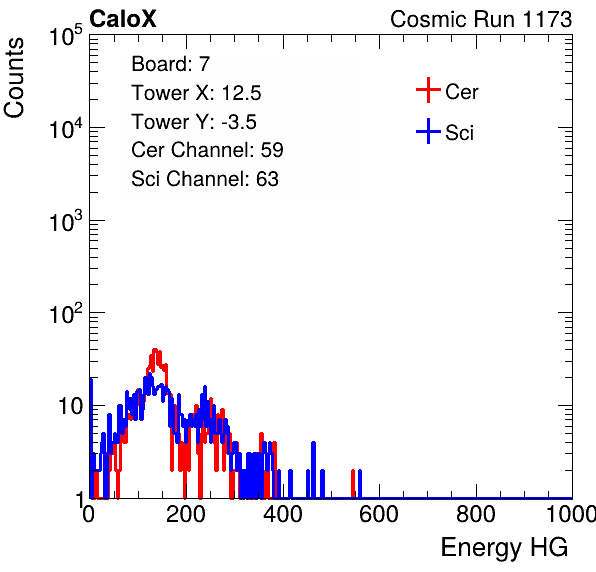 CaloX
Cosmic Run 1173
Counts
10^5
10^4
10^3
10^2
10
1
Board: 7
Tower X: 12.5
Tower Y: -3.5
Cer Channel: 59
Sci Channel: 63
Cer
Sci
0 200 400 600 800 1000
Energy HG